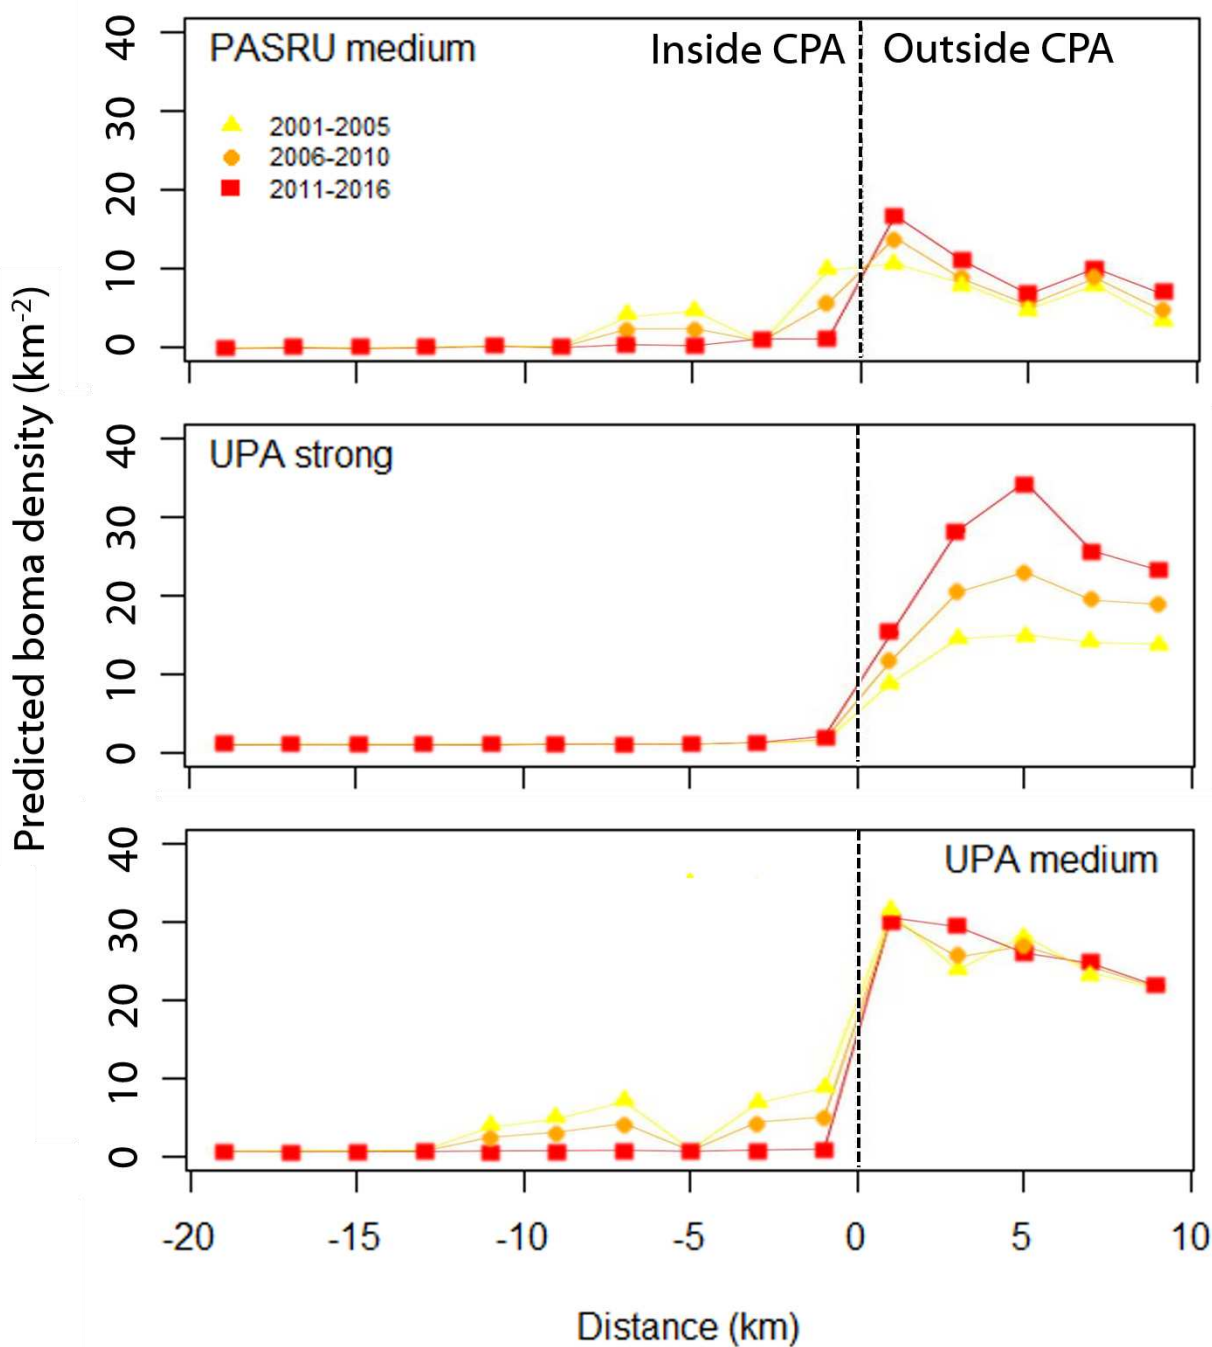 Predicted boma density (km⁻²)
PASRU medium
Inside CPA
Outside CPA
2001-2005
2006-2010
2011-2016
40
30
20
10
0
UPA strong
40
30
20
10
0
UPA medium
40
30
20
10
0
-20 -15 -10 -5 0 5 10
Distance (km)